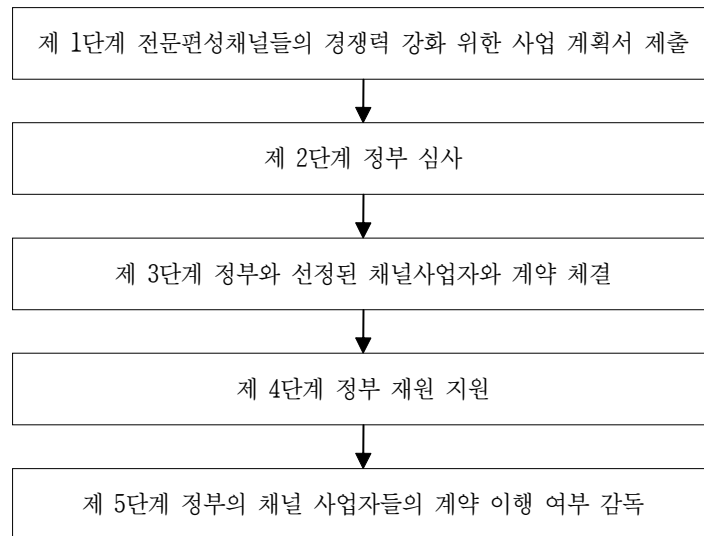 제 1단계 전문편성채널들의 경쟁력 강화 위한 사업 계획서 제출
제 2단계 정부 심사
제 3단계 정부와 선정된 채널사업자와 계약 체결
제 4단계 정부 재원 지원
제 5단계 정부의 채널 사업자들의 계약 이행 여부 감독